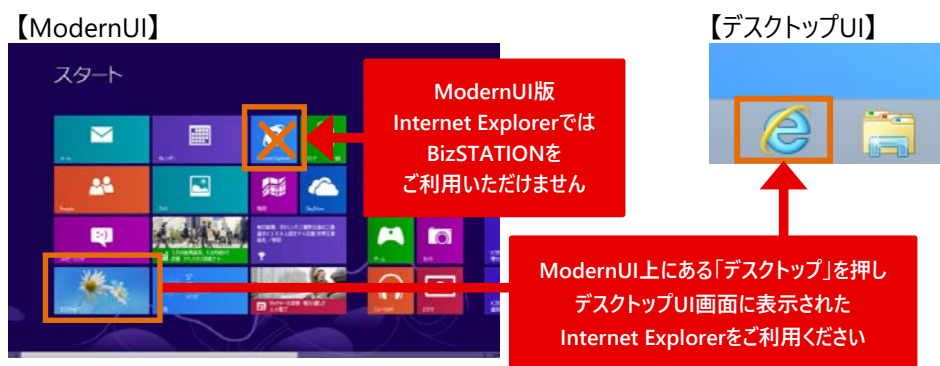 【ModernUI】
【デスクトップUI】
スタート
ModernUI版
Internet Explorerでは
BizSTATIONを
ご利用いただけません
People
SkyDrive
ModernUI上にある「デスクトップ」を押し
デスクトップUI画面に表示された
Internet Explorerをご利用ください